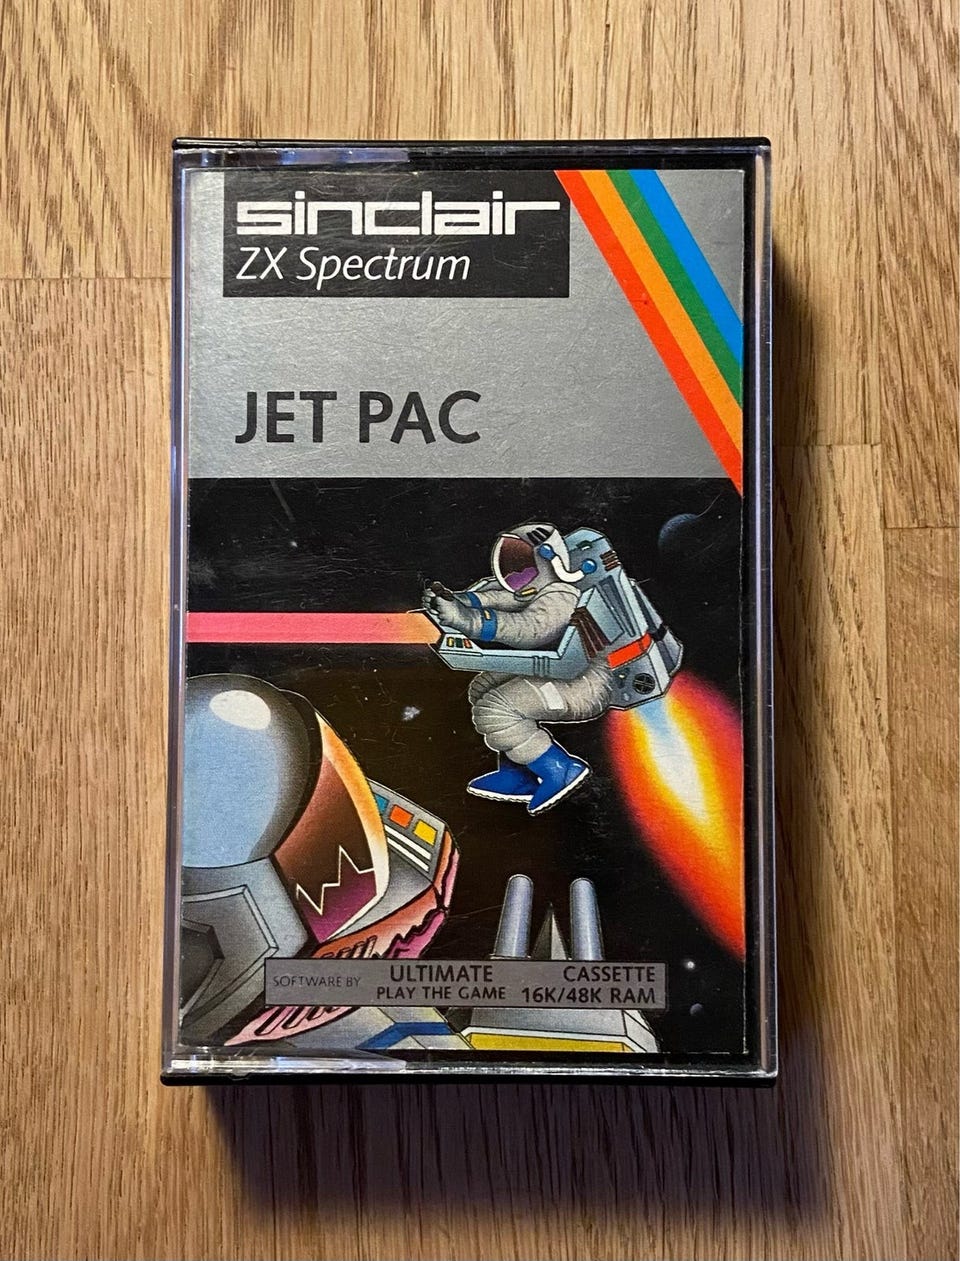 sinclair
ZX Spectrum
JET PAC
SOFTWARE BY ULTIMATE
PLAY THE GAME
CASSETTE
16K/48K RAM